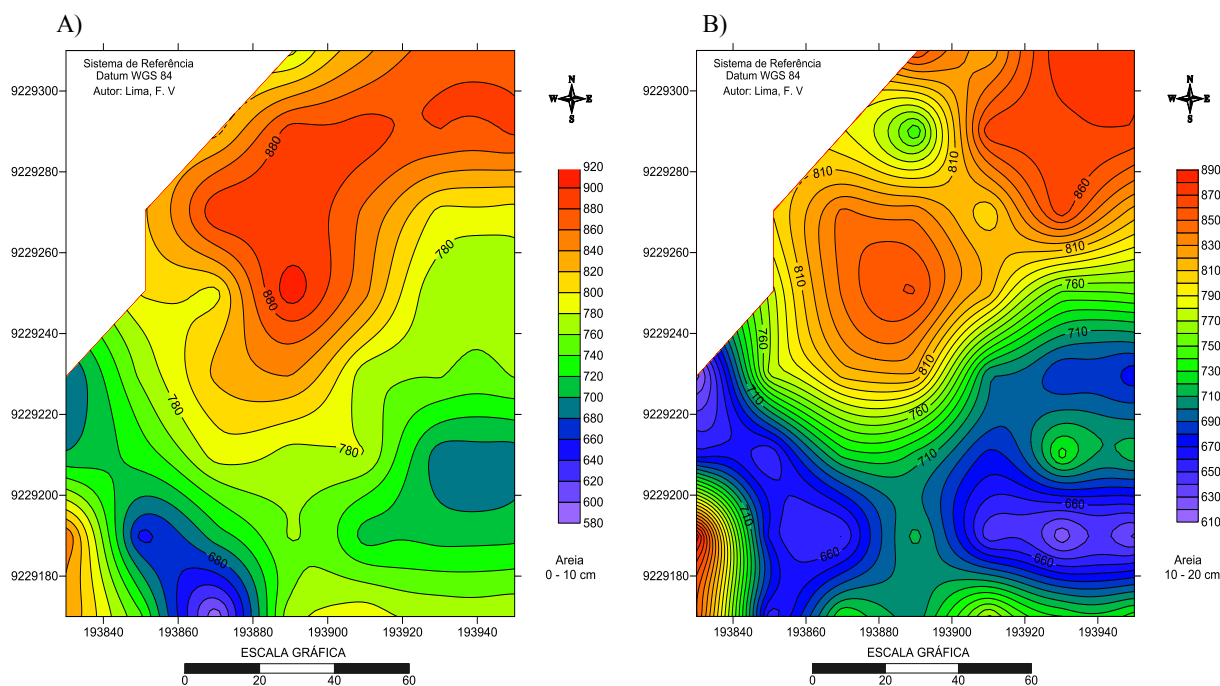 A)
Sistema de Referência
Datum WGS 84
Autor: Lima, F. V
N
W E
S
9229300
9229280
9229260
9229240
9229220
9229200
9229180
880
880
780
780
780
680
193840 193860 193880 193900 193920 193940
ESCALA GRÁFICA
0 20 40 60
920
900
880
860
840
820
800
780
760
740
720
700
680
660
640
620
600
580
Areia
0 - 10 cm
B)
Sistema de Referência
Datum WGS 84
Autor: Lima, F. V
N
W E
S
9229300
9229280
9229260
9229240
9229220
9229200
9229180
810
810
860
810
810
760
710
760
810
760
710
710
710
660
660
660
193840 193860 193880 193900 193920 193940
ESCALA GRÁFICA
0 20 40 60
890
870
850
830
810
790
770
750
730
710
690
670
650
630
610
Areia
10 - 20 cm